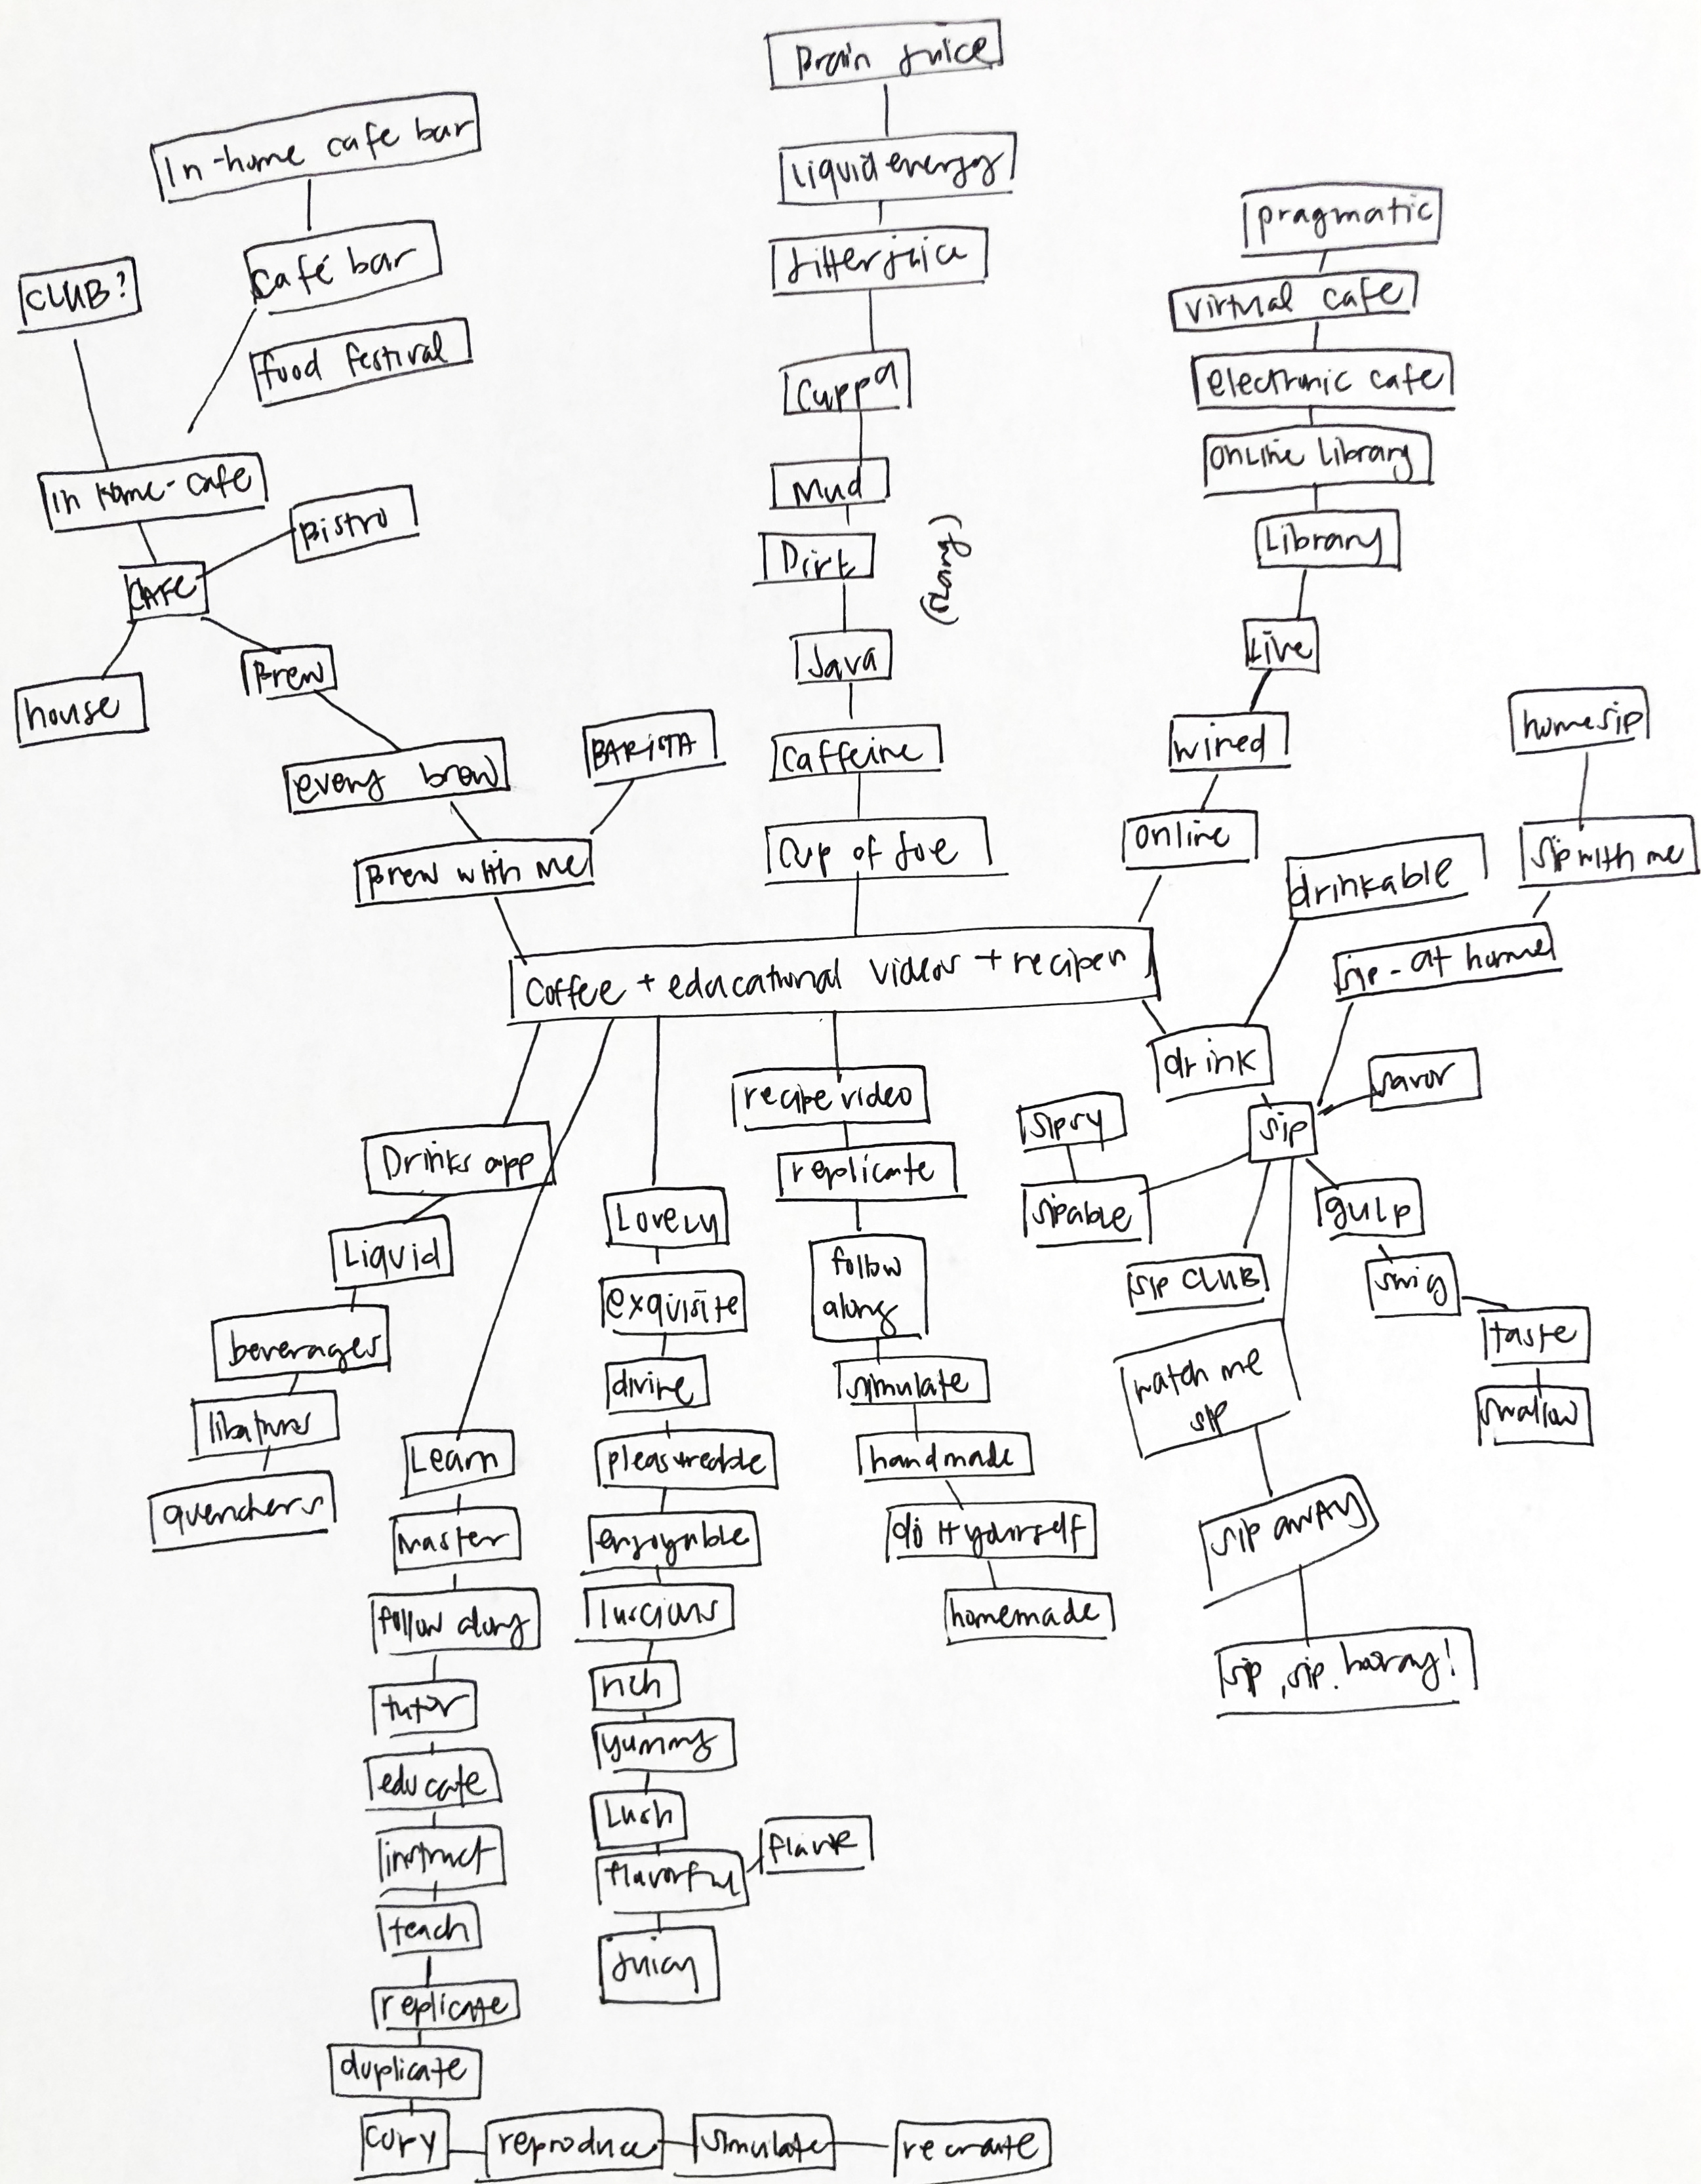 Brain Juice
Liquid energy
Jitter juice
Cuppa
Mud
Dirt
(slang)
Java
Caffeine
Cup of Joe
In-home cafe bar
Café bar
food festival
CLUB?
In Home-Cafe
Bistro
CAFE
house
Brew
every brew
BARISTA
Brew with me
pragmatic
virtual cafe
electronic cafe
Online Library
Library
Live
wired
online
homesip
sip with me
sip-at home
drinkable
Coffee + educational videos + recipes
drink
savor
sip
sipsy
sipable
sip CLUB
gulp
swig
taste
swallow
watch me
sip
sip away
sip, sip. hooray!
recipe video
replicate
follow
along
simulate
handmade
do it yourself
homemade
Drinks app
Liquid
beverages
libations
quenchers
Lovely
exquisite
divine
pleasureable
enjoyable
luscious
rich
yummy
Lush
flavorful
juicy
Learn
Master
follow along
tutor
educate
instruct
teach
replicate
duplicate
copy
reproduce
simulate
recreate